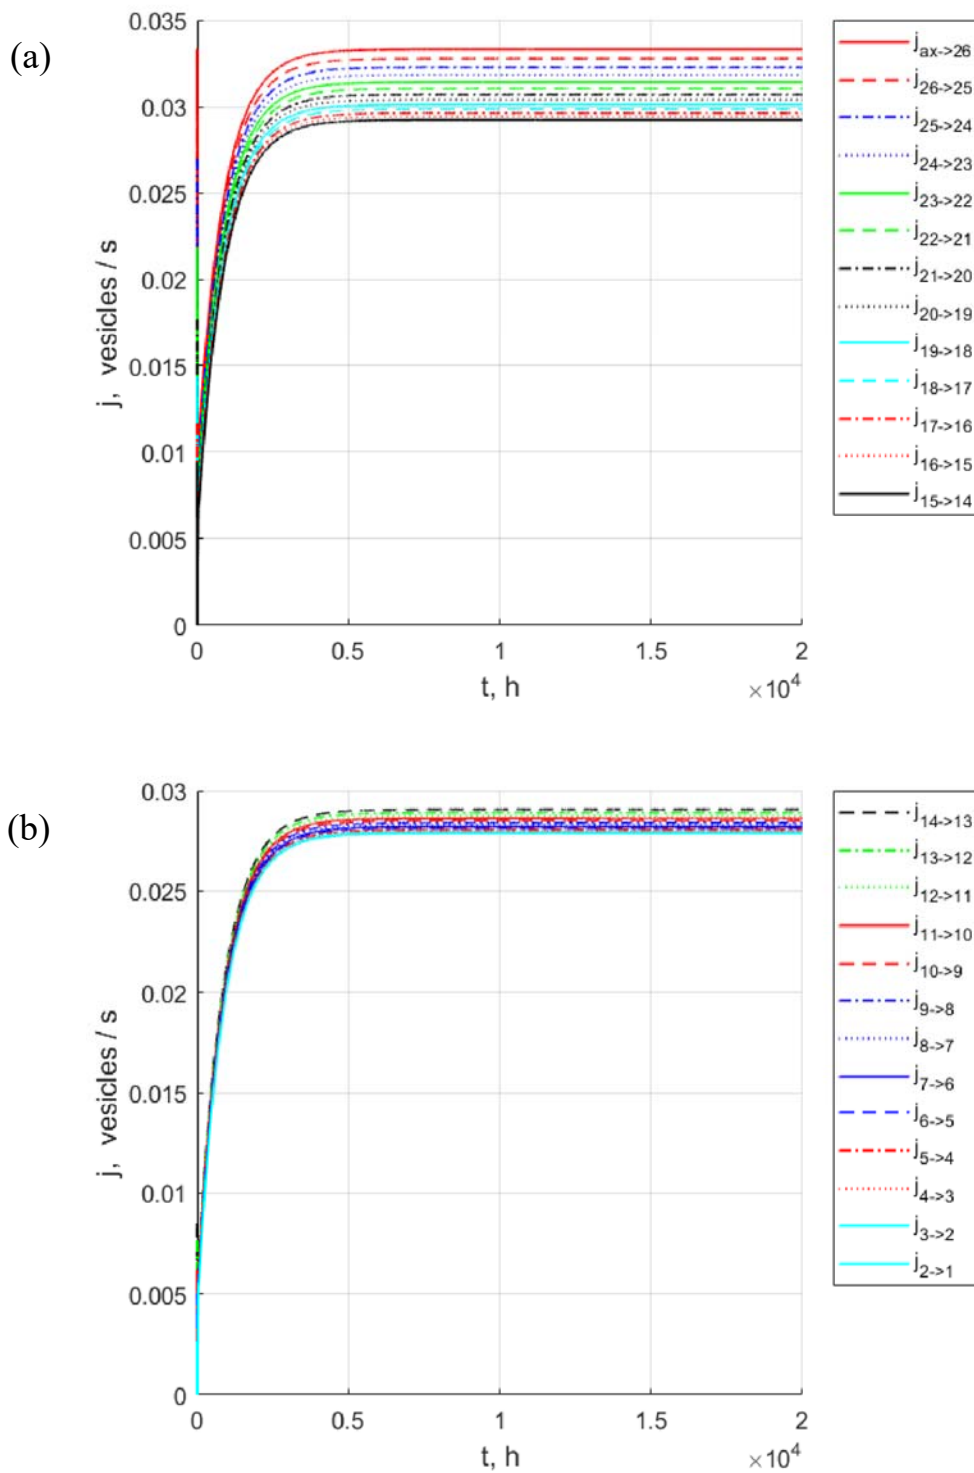 (a)
0.035
0.03
0.025
0.02
0.015
0.01
0.005
0
j, vesicles / s
0
0.5
1
1.5
2
t, h
×10^4
j_ax->26
j_26->25
j_25->24
j_24->23
j_23->22
j_22->21
j_21->20
j_20->19
j_19->18
j_18->17
j_17->16
j_16->15
j_15->14
(b)
0.03
0.025
0.02
0.015
0.01
0.005
0
j, vesicles / s
0
0.5
1
1.5
2
t, h
×10^4
j_14->13
j_13->12
j_12->11
j_11->10
j_10->9
j_9->8
j_8->7
j_7->6
j_6->5
j_5->4
j_4->3
j_3->2
j_2->1